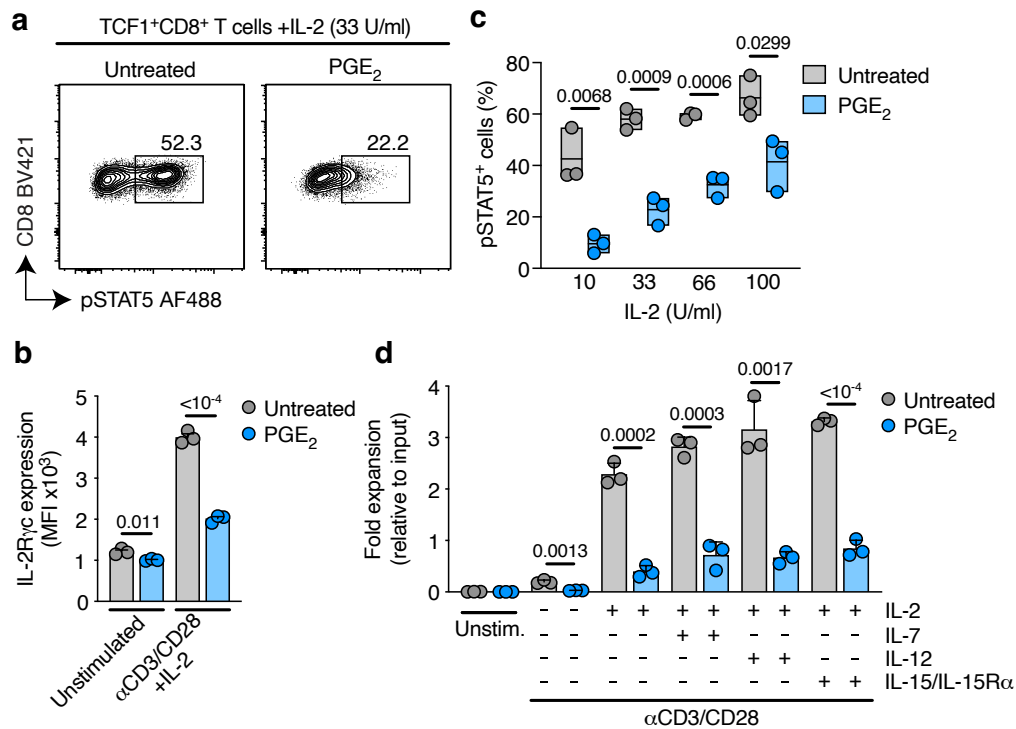 a
TCF1⁺CD8⁺ T cells +IL-2 (33 U/ml)
Untreated
PGE₂
52.3
22.2
CD8 BV421
pSTAT5 AF488
b
IL-2Rγc expression
(MFI x10³)
5
4
3
2
1
0
0.011
<10⁻⁴
Untreated
PGE₂
Unstimulated
αCD3/CD28
+IL-2
c
pSTAT5⁺ cells (%)
80
60
40
20
0
0.0068
0.0009
0.0006
0.0299
Untreated
PGE₂
10 33 66 100
IL-2 (U/ml)
d
Fold expansion
(relative to input)
4
3
2
1
0
0.0013
0.0002
0.0003
0.0017
<10⁻⁴
Untreated
PGE₂
Unstim.
– – + + + + + + + + IL-2
– – – – + + – – – – IL-7
– – – – – – + + – – IL-12
– – – – – – – – + + IL-15/IL-15Rα
αCD3/CD28